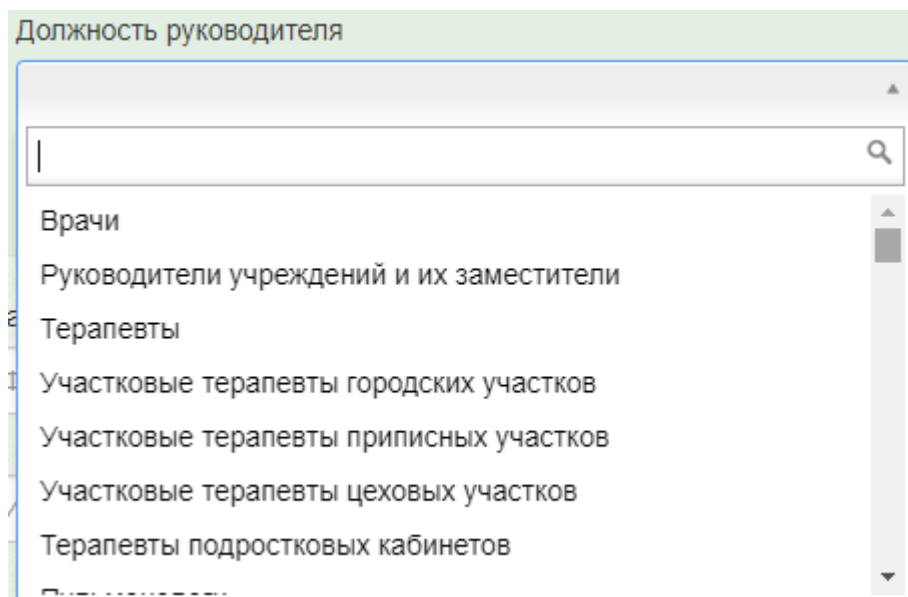 Должность руководителя
Врачи
Руководители учреждений и их заместители
Терапевты
Участковые терапевты городских участков
Участковые терапевты приписных участков
Участковые терапевты цеховых участков
Терапевты подростковых кабинетов